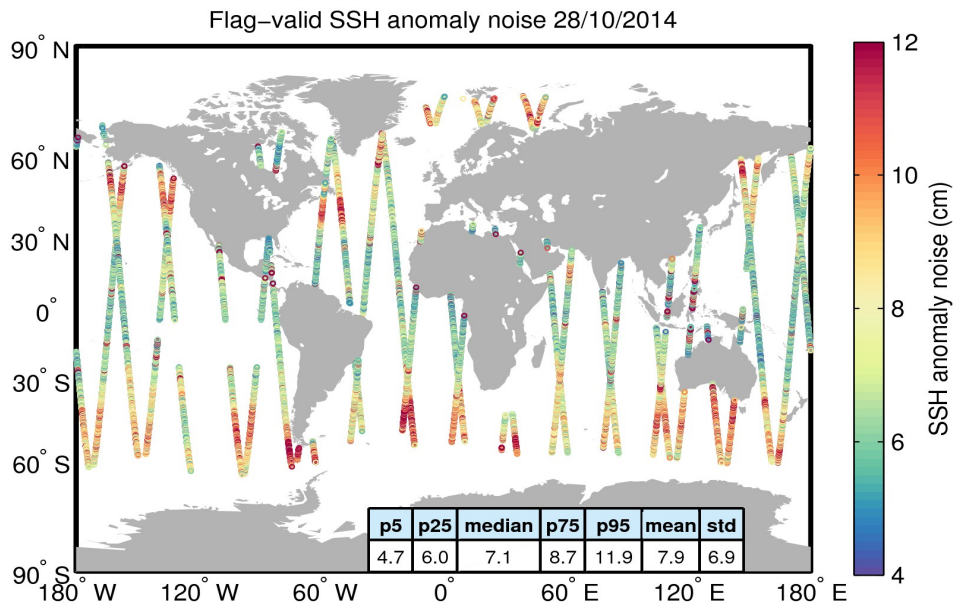 Flag−valid SSH anomaly noise 28/10/2014
90° N
60° N
30° N
0°
30° S
60° S
90° S
180° W
120° W
60° W
0°
60° E
120° E
180° E
p5 p25 median p75 p95 mean std
4.7 6.0 7.1 8.7 11.9 7.9 6.9
12
10
8
6
4
SSH anomaly noise (cm)